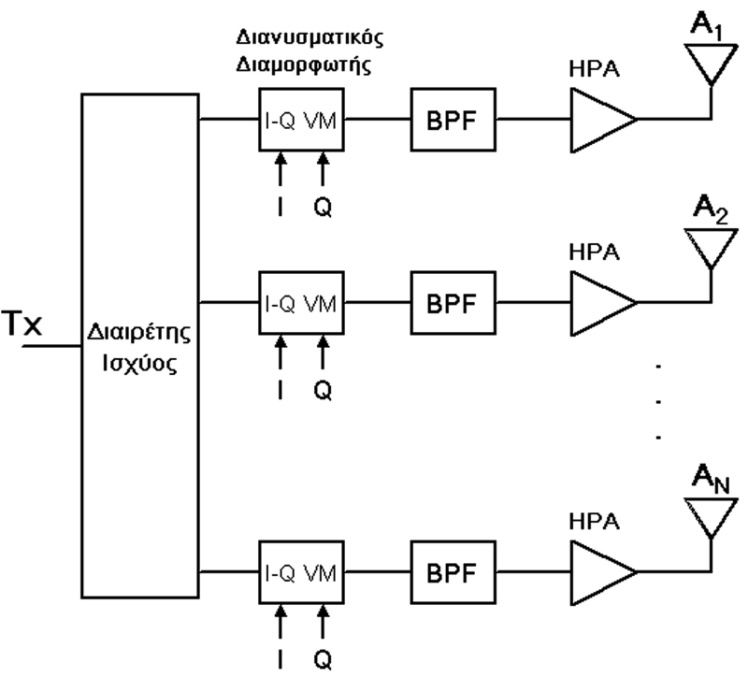 Διανυσματικός
Διαμορφωτής
A1
HPA
I-Q VM
BPF
I Q
A2
HPA
I-Q VM
BPF
I Q
Tx
Διαιρέτης
Ισχύος
AN
HPA
I-Q VM
BPF
I Q